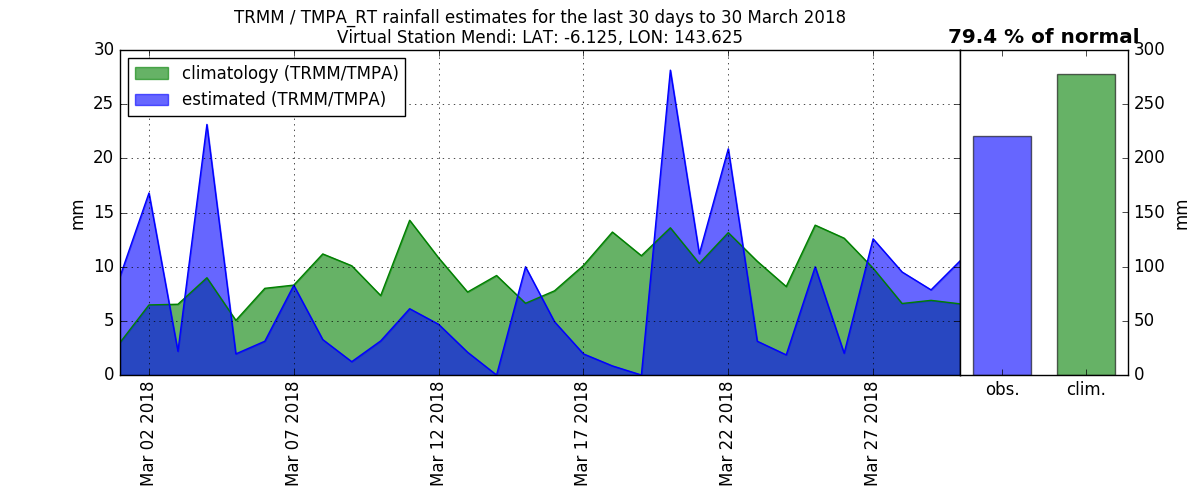 TRMM / TMPA_RT rainfall estimates for the last 30 days to 30 March 2018
Virtual Station Mendi: LAT: -6.125, LON: 143.625
79.4 % of normal
climatology (TRMM/TMPA)
estimated (TRMM/TMPA)
mm
30
25
20
15
10
5
0
Mar 02 2018
Mar 07 2018
Mar 12 2018
Mar 17 2018
Mar 22 2018
Mar 27 2018
obs.
clim.
300
250
200
150
100
50
0
mm